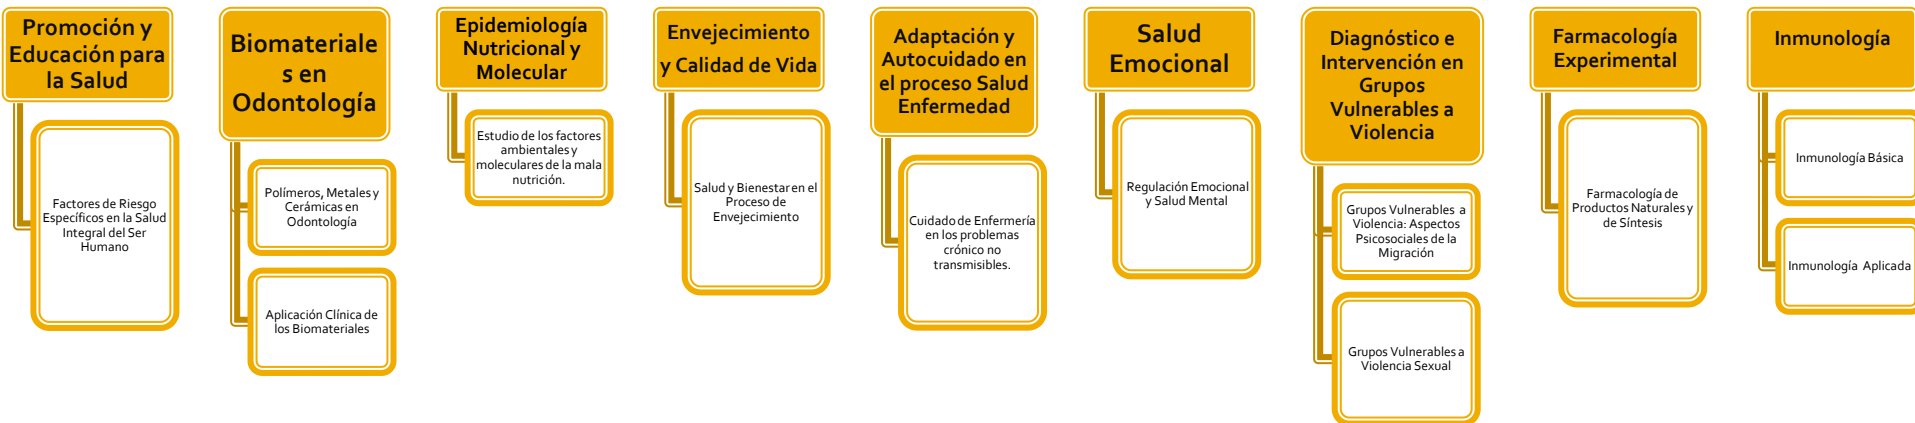 Promoción y
Educación para
la Salud
Factores de Riesgo
Específicos en la Salud
Integral del Ser
Humano
Biomateriale
s en
Odontología
Polímeros, Metales y
Cerámicas en
Odontología
Aplicación Clínica de
los Biomateriales
Epidemiología
Nutricional y
Molecular
Estudio de los factores
ambientales y
moleculares de la mala
nutrición.
Envejecimiento
y Calidad de Vida
Salud y Bienestar en el
Proceso de
Envejecimiento
Adaptación y
Autocuidado en
el proceso Salud
Enfermedad
Cuidado de Enfermería
en los problemas
crónico no
transmisibles.
Salud
Emocional
Regulación Emocional
y Salud Mental
Diagnóstico e
Intervención en
Grupos
Vulnerables a
Violencia
Grupos Vulnerables a
Violencia: Aspectos
Psicosociales de la
Migración
Grupos Vulnerables a
Violencia Sexual
Farmacología
Experimental
Farmacología de
Productos Naturales y
de Síntesis
Inmunología
Inmunología Básica
Inmunología Aplicada